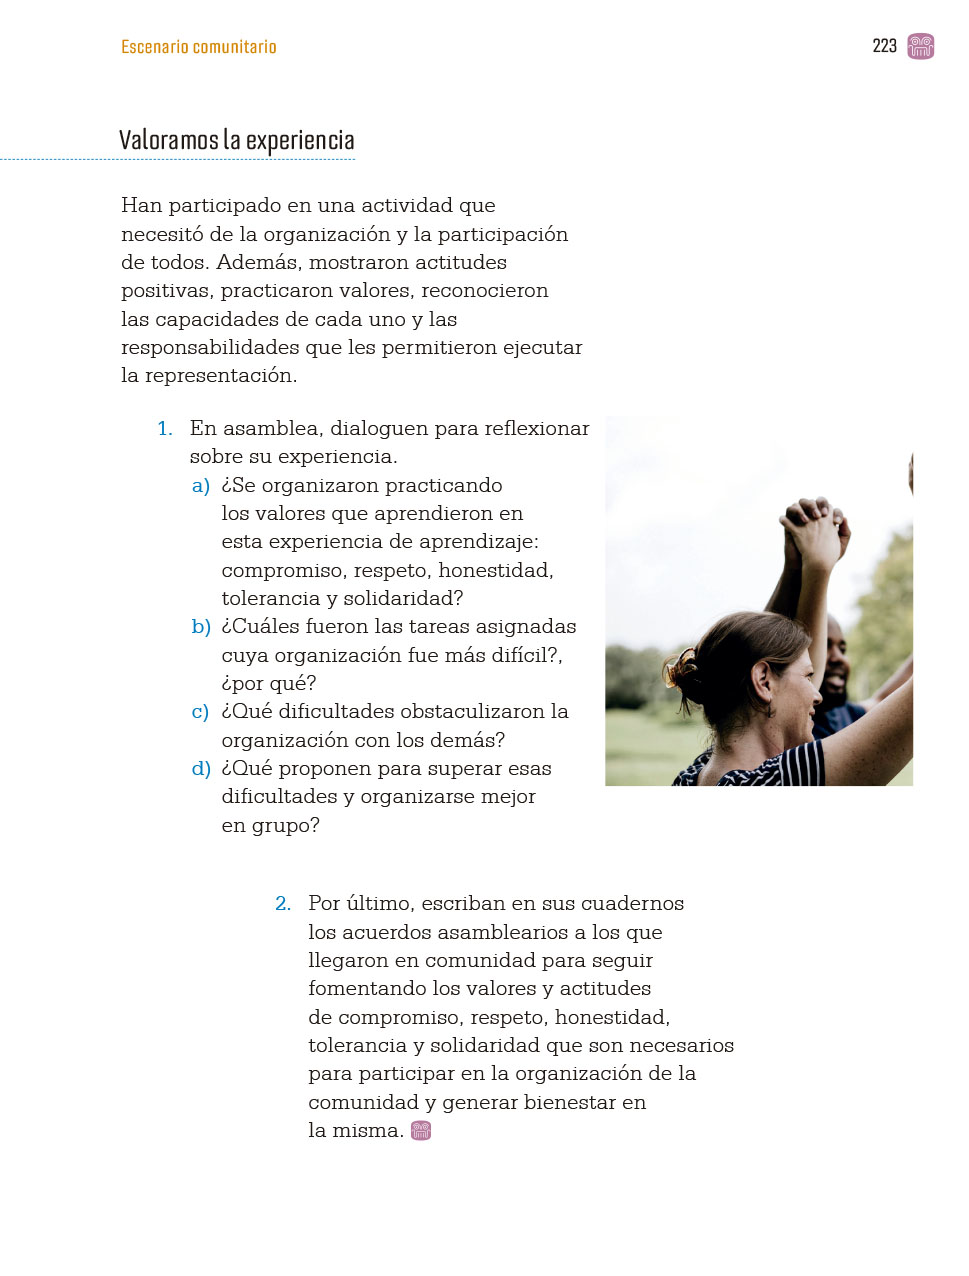 Escenario comunitario
223
Valoramos la experiencia
Han participado en una actividad que
necesitó de la organización y la participación
de todos. Además, mostraron actitudes
positivas, practicaron valores, reconocieron
las capacidades de cada uno y las
responsabilidades que les permitieron ejecutar
la representación.
1. En asamblea, dialoguen para reflexionar
sobre su experiencia.
a) ¿Se organizaron practicando
los valores que aprendieron en
esta experiencia de aprendizaje:
compromiso, respeto, honestidad,
tolerancia y solidaridad?
b) ¿Cuáles fueron las tareas asignadas
cuya organización fue más difícil?,
¿por qué?
c) ¿Qué dificultades obstaculizaron la
organización con los demás?
d) ¿Qué proponen para superar esas
dificultades y organizarse mejor
en grupo?
2. Por último, escriban en sus cuadernos
los acuerdos asamblearios a los que
llegaron en comunidad para seguir
fomentando los valores y actitudes
de compromiso, respeto, honestidad,
tolerancia y solidaridad que son necesarios
para participar en la organización de la
comunidad y generar bienestar en
la misma.